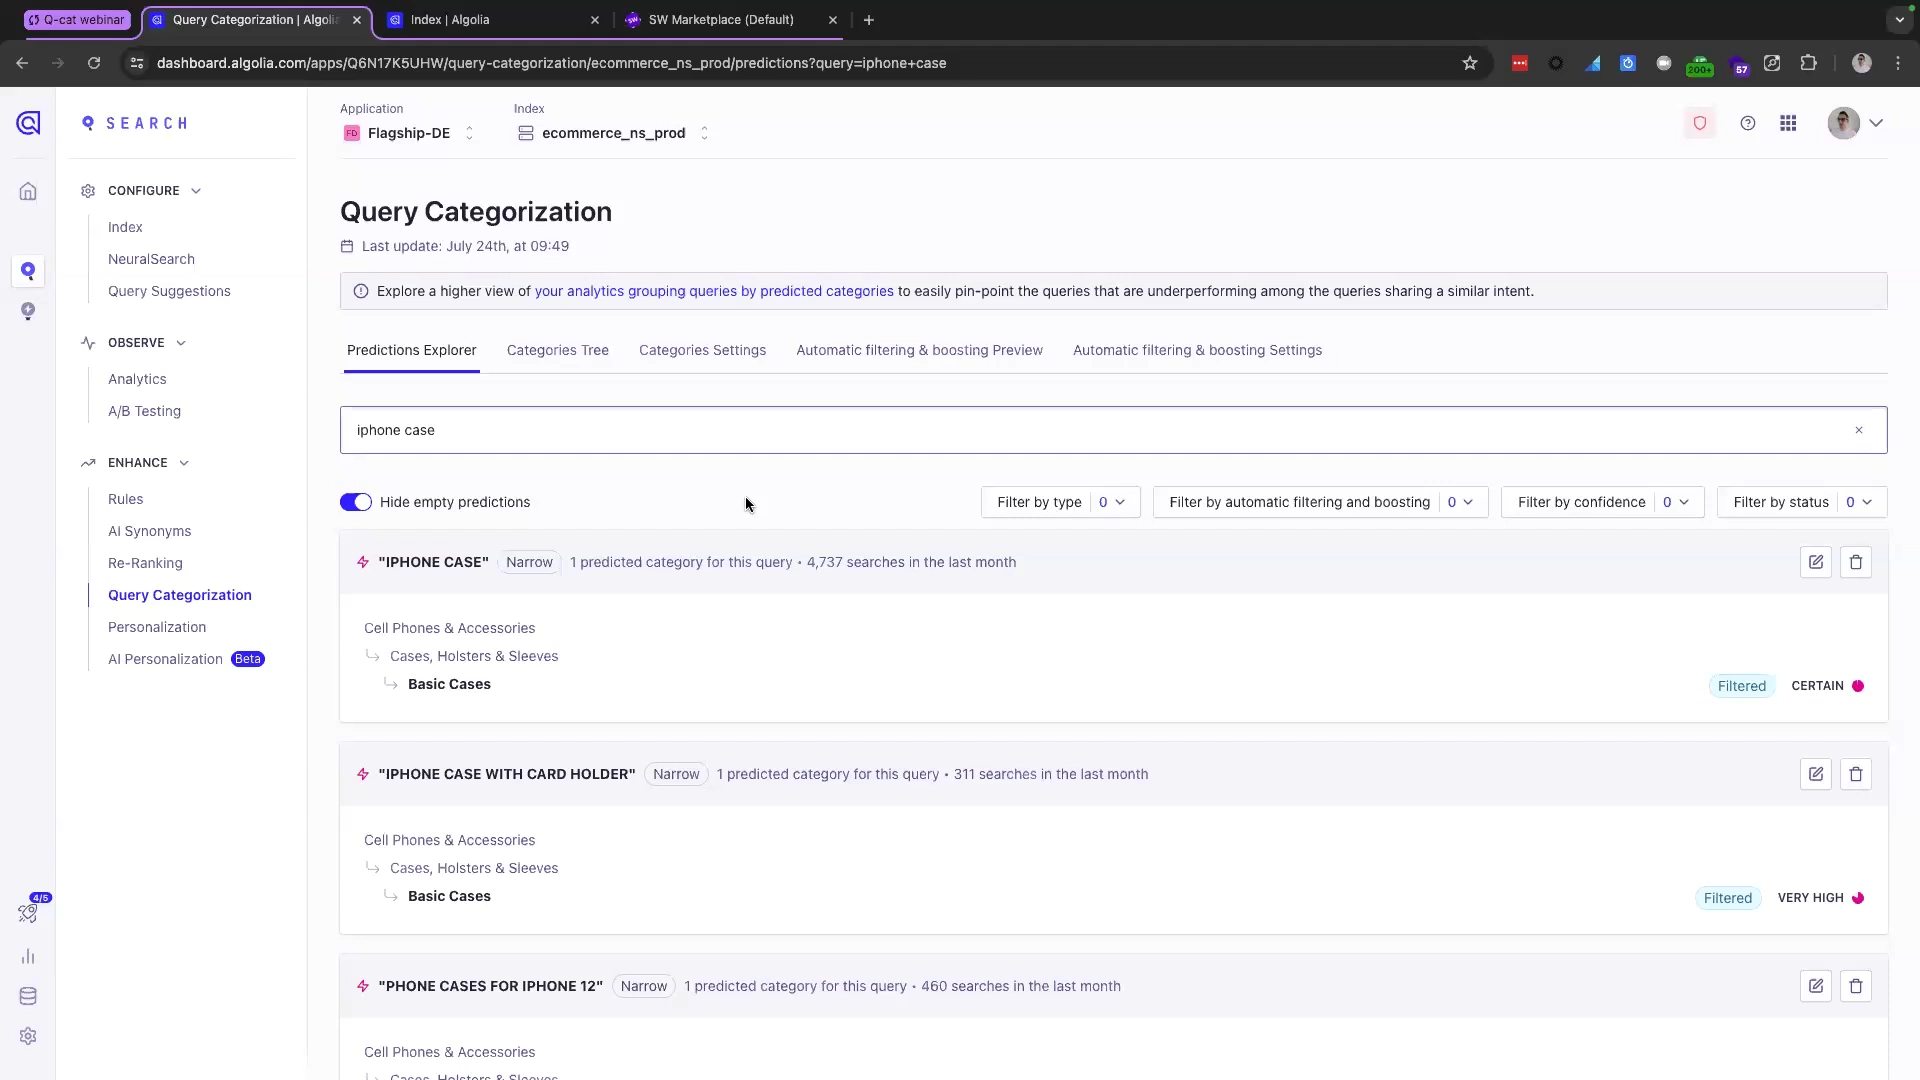 Q-cat webinar
Query Categorization | Algolia
Index | Algolia
SW Marketplace (Default)
dashboard.algolia.com/apps/Q6N17K5UHW/query-categorization/ecommerce_ns_prod/predictions?query=iphone+case
200+
57
SEARCH
Application
FD Flagship-DE
Index
ecommerce_ns_prod
CONFIGURE
Index
NeuralSearch
Query Suggestions
OBSERVE
Analytics
A/B Testing
ENHANCE
Rules
AI Synonyms
Re-Ranking
Query Categorization
Personalization
AI Personalization Beta
4/5
Query Categorization
Last update: July 24th, at 09:49
Explore a higher view of your analytics grouping queries by predicted categories to easily pin-point the queries that are underperforming among the queries sharing a similar intent.
Predictions Explorer
Categories Tree
Categories Settings
Automatic filtering & boosting Preview
Automatic filtering & boosting Settings
iphone case
Hide empty predictions
Filter by type 0
Filter by automatic filtering and boosting 0
Filter by confidence 0
Filter by status 0
"IPHONE CASE" Narrow 1 predicted category for this query • 4,737 searches in the last month
Cell Phones & Accessories
Cases, Holsters & Sleeves
Basic Cases
Filtered CERTAIN
"IPHONE CASE WITH CARD HOLDER" Narrow 1 predicted category for this query • 311 searches in the last month
Cell Phones & Accessories
Cases, Holsters & Sleeves
Basic Cases
Filtered VERY HIGH
"PHONE CASES FOR IPHONE 12" Narrow 1 predicted category for this query • 460 searches in the last month
Cell Phones & Accessories
Cases, Holsters & Sleeves